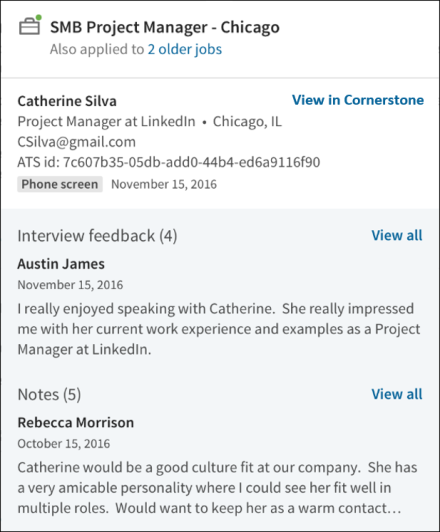 SMB Project Manager - Chicago
Also applied to 2 older jobs
Catherine Silva View in Cornerstone
Project Manager at LinkedIn • Chicago, IL
CSilva@gmail.com
ATS id: 7c607b35-05db-add0-44b4-ed6a9116f90
Phone screen November 15, 2016
Interview feedback (4) View all
Austin James
November 15, 2016
I really enjoyed speaking with Catherine. She really impressed
me with her current work experience and examples as a Project
Manager at LinkedIn.
Notes (5) View all
Rebecca Morrison
October 15, 2016
Catherine would be a good culture fit at our company. She has
a very amicable personality where I could see her fit well in
multiple roles. Would want to keep her as a warm contact…